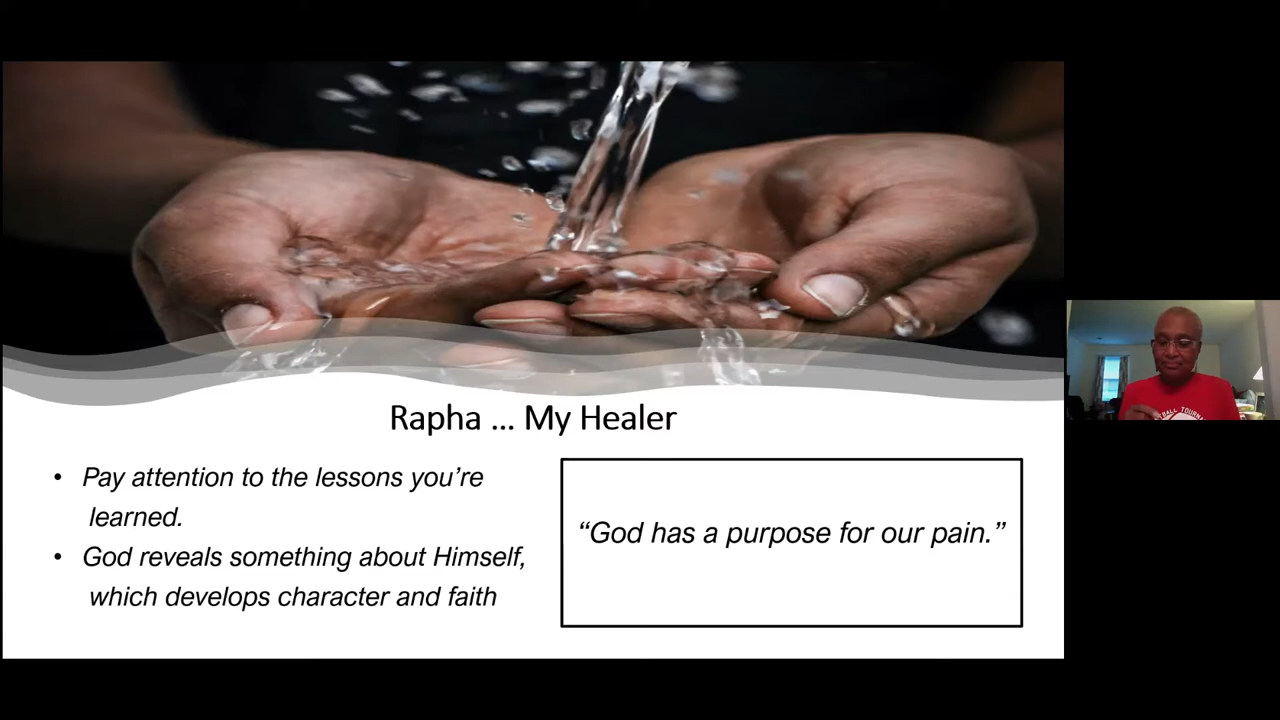 Rapha ... My Healer
• Pay attention to the lessons you’re
learned.
• God reveals something about Himself,
which develops character and faith
“God has a purpose for our pain.”